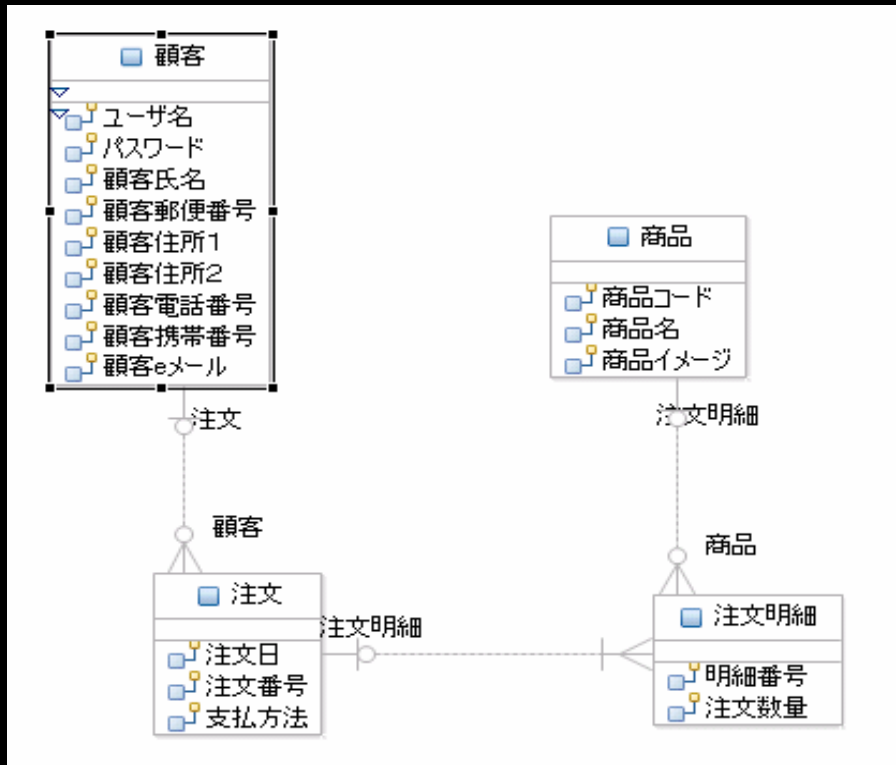 顧客
ユーザ名
パスワード
顧客氏名
顧客郵便番号
顧客住所1
顧客住所2
顧客電話番号
顧客携帯番号
顧客eメール
商品
商品コード
商品名
商品イメージ
注文
注文明細
顧客
商品
注文
注文日
注文番号
支払方法
注文明細
注文明細
明細番号
注文数量